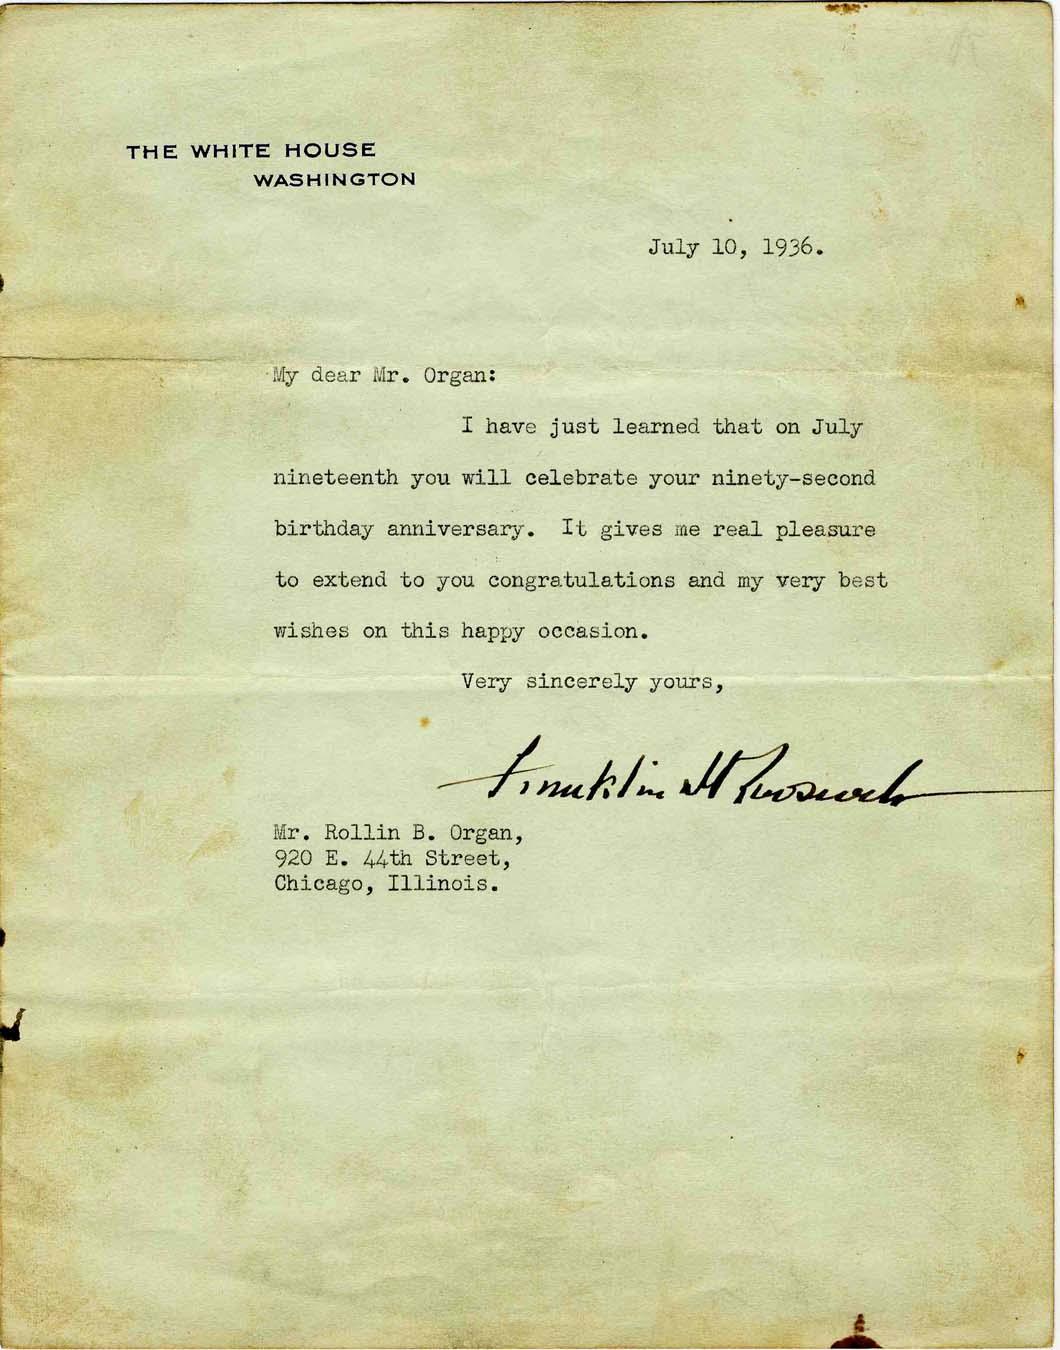 THE WHITE HOUSE
WASHINGTON
July 10, 1936.
My dear Mr. Organ:
I have just learned that on July
nineteenth you will celebrate your ninety-second
birthday anniversary. It gives me real pleasure
to extend to you congratulations and my very best
wishes on this happy occasion.
Very sincerely yours,
Franklin D Roosevelt
Mr. Rollin B. Organ,
920 E. 44th Street,
Chicago, Illinois.